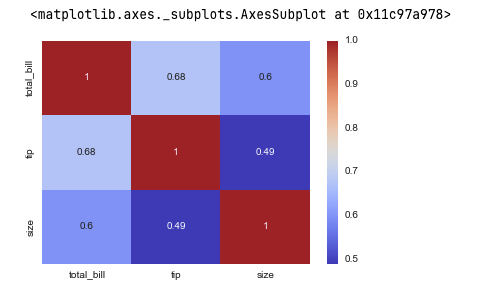 <matplotlib.axes._subplots.AxesSubplot at 0x11c97a978>
total_bill
1
0.68
0.6
tip
0.68
1
0.49
size
0.6
0.49
1
total_bill
tip
size
1.0
0.9
0.8
0.7
0.6
0.5